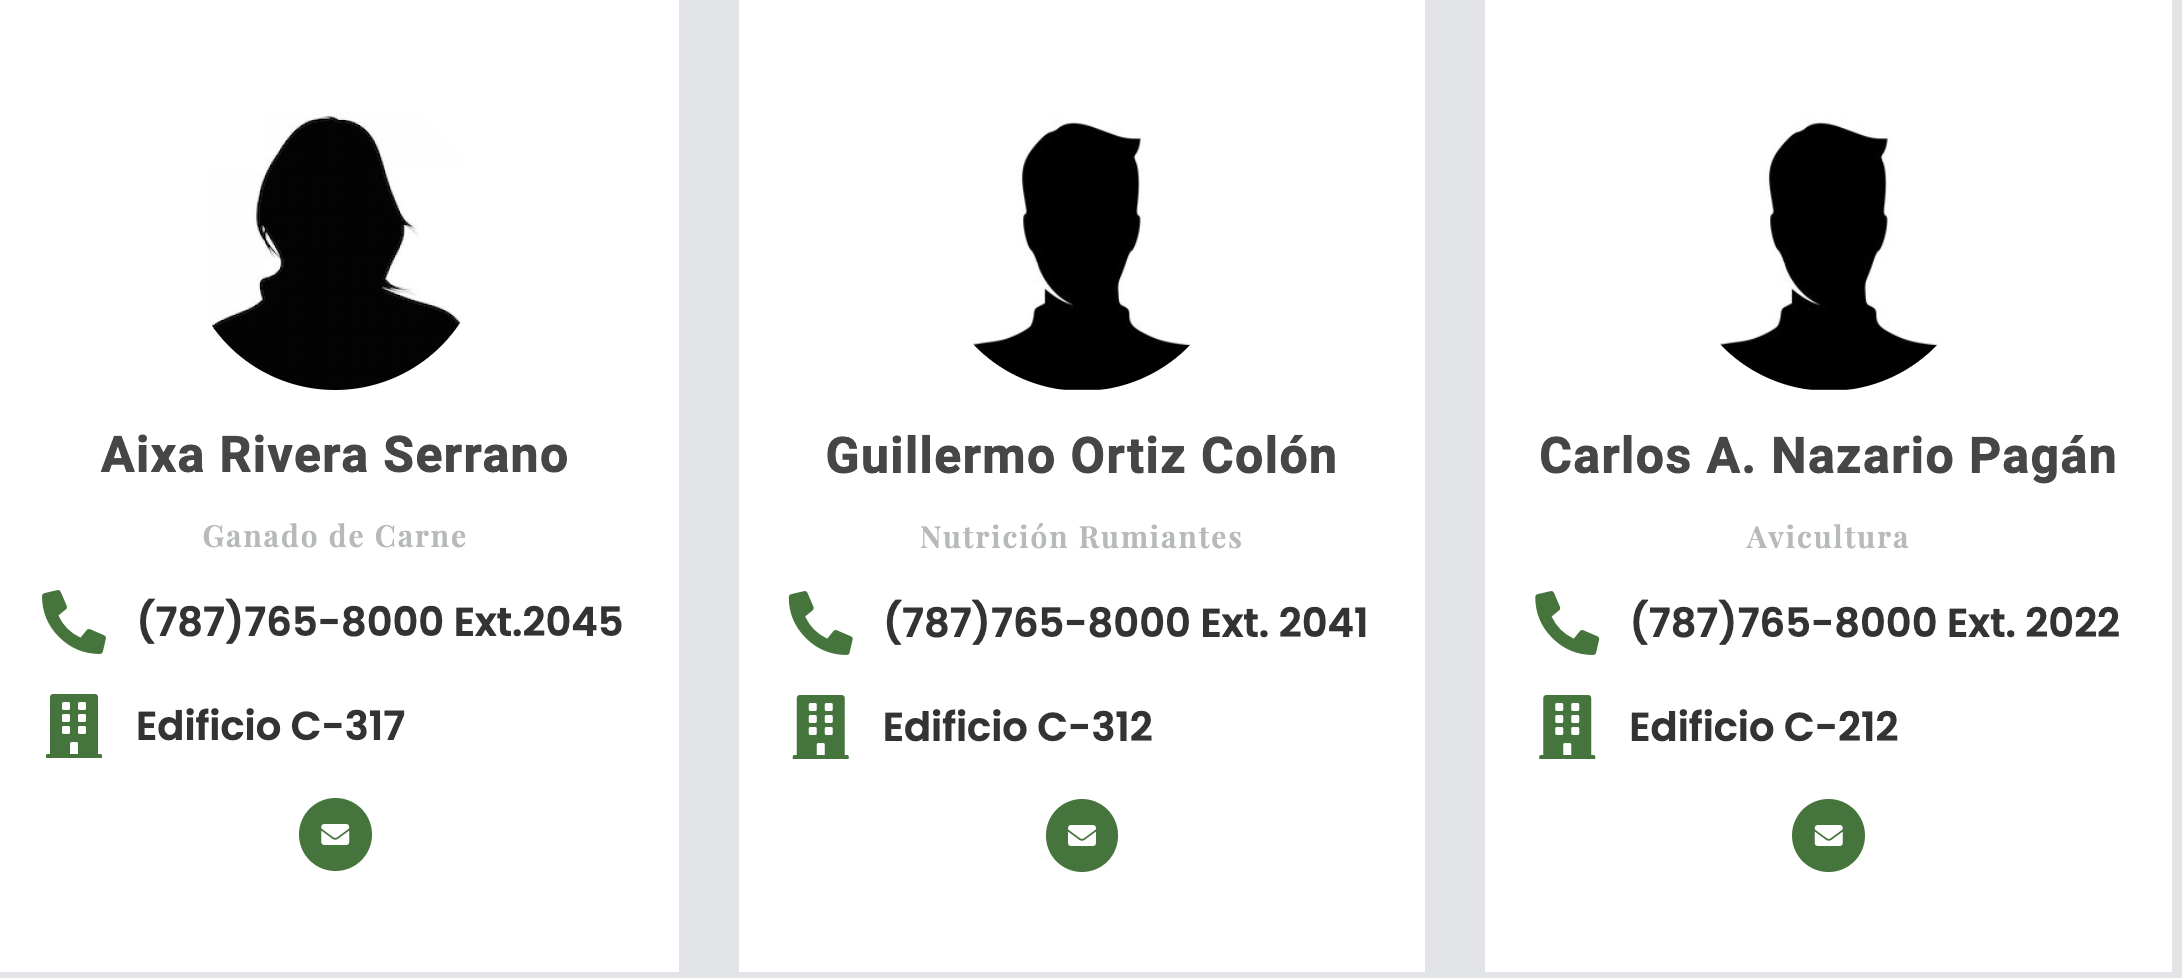 Aixa Rivera Serrano
Ganado de Carne
(787)765-8000 Ext.2045
Edificio C-317
Guillermo Ortiz Colón
Nutrición Rumiantes
(787)765-8000 Ext. 2041
Edificio C-312
Carlos A. Nazario Pagán
Avicultura
(787)765-8000 Ext. 2022
Edificio C-212